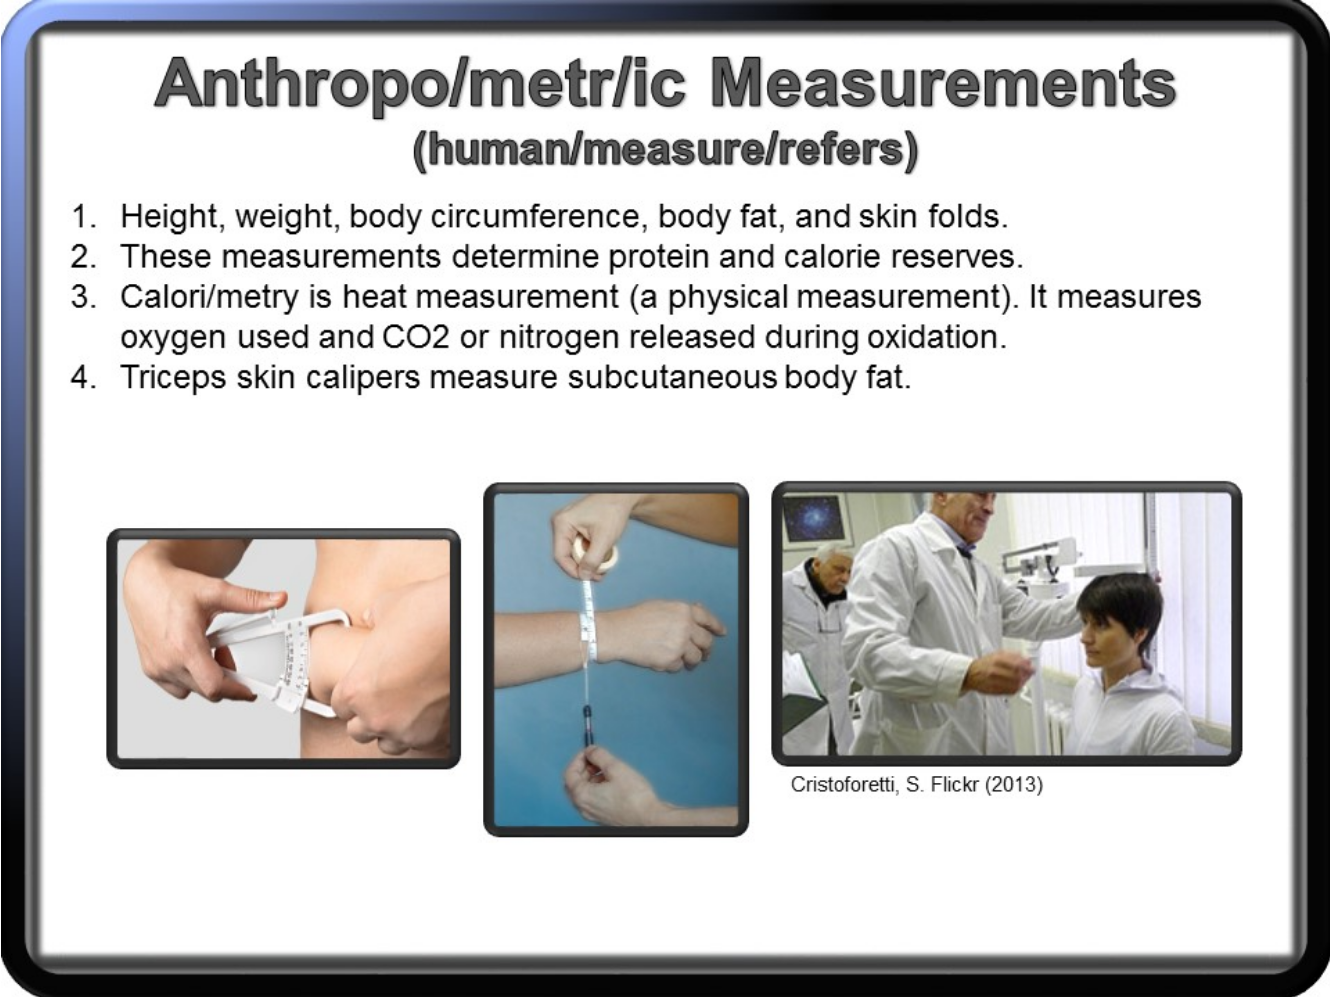 Anthropo/metr/ic Measurements
(human/measure/refers)
1. Height, weight, body circumference, body fat, and skin folds.
2. These measurements determine protein and calorie reserves.
3. Calori/metry is heat measurement (a physical measurement). It measures
oxygen used and CO2 or nitrogen released during oxidation.
4. Triceps skin calipers measure subcutaneous body fat.
Cristoforetti, S. Flickr (2013)